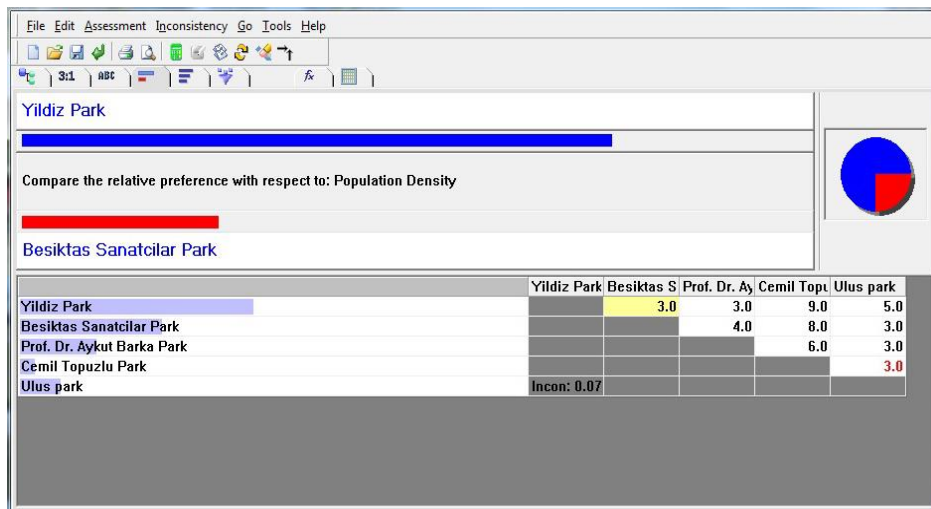 File Edit Assessment Inconsistency Go Tools Help
3:1 ABC fx
Yildiz Park
Compare the relative preference with respect to: Population Density
Besiktas Sanatcilar Park
Yildiz Park Besiktas S Prof. Dr. Ay Cemil Topu Ulus park
Yildiz Park 3.0 3.0 9.0 5.0
Besiktas Sanatcilar Park 4.0 8.0 3.0
Prof. Dr. Aykut Barka Park 6.0 3.0
Cemil Topuzlu Park 3.0
Ulus park Incon: 0.07